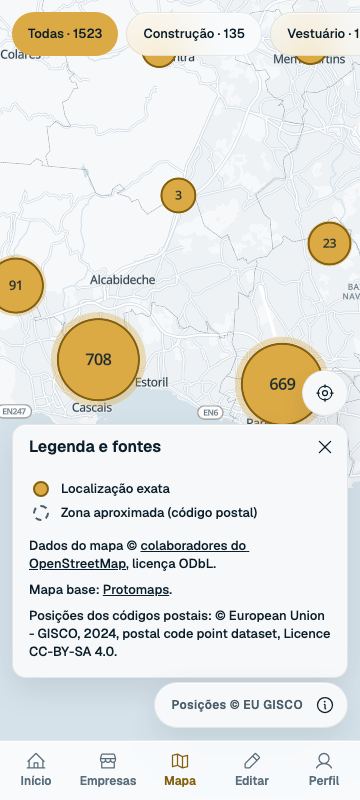 Todas · 1523
Construção · 135
Vestuário · 1
3
23
91
Alcabideche
708
669
Estoril
EN247
Cascais
EN6
Legenda e fontes
Localização exata
Zona aproximada (código postal)
Dados do mapa © colaboradores do
OpenStreetMap, licença ODbL.
Mapa base: Protomaps.
Posições dos códigos postais: © European Union
- GISCO, 2024, postal code point dataset, Licence
CC-BY-SA 4.0.
Posições © EU GISCO
Início
Empresas
Mapa
Editar
Perfil